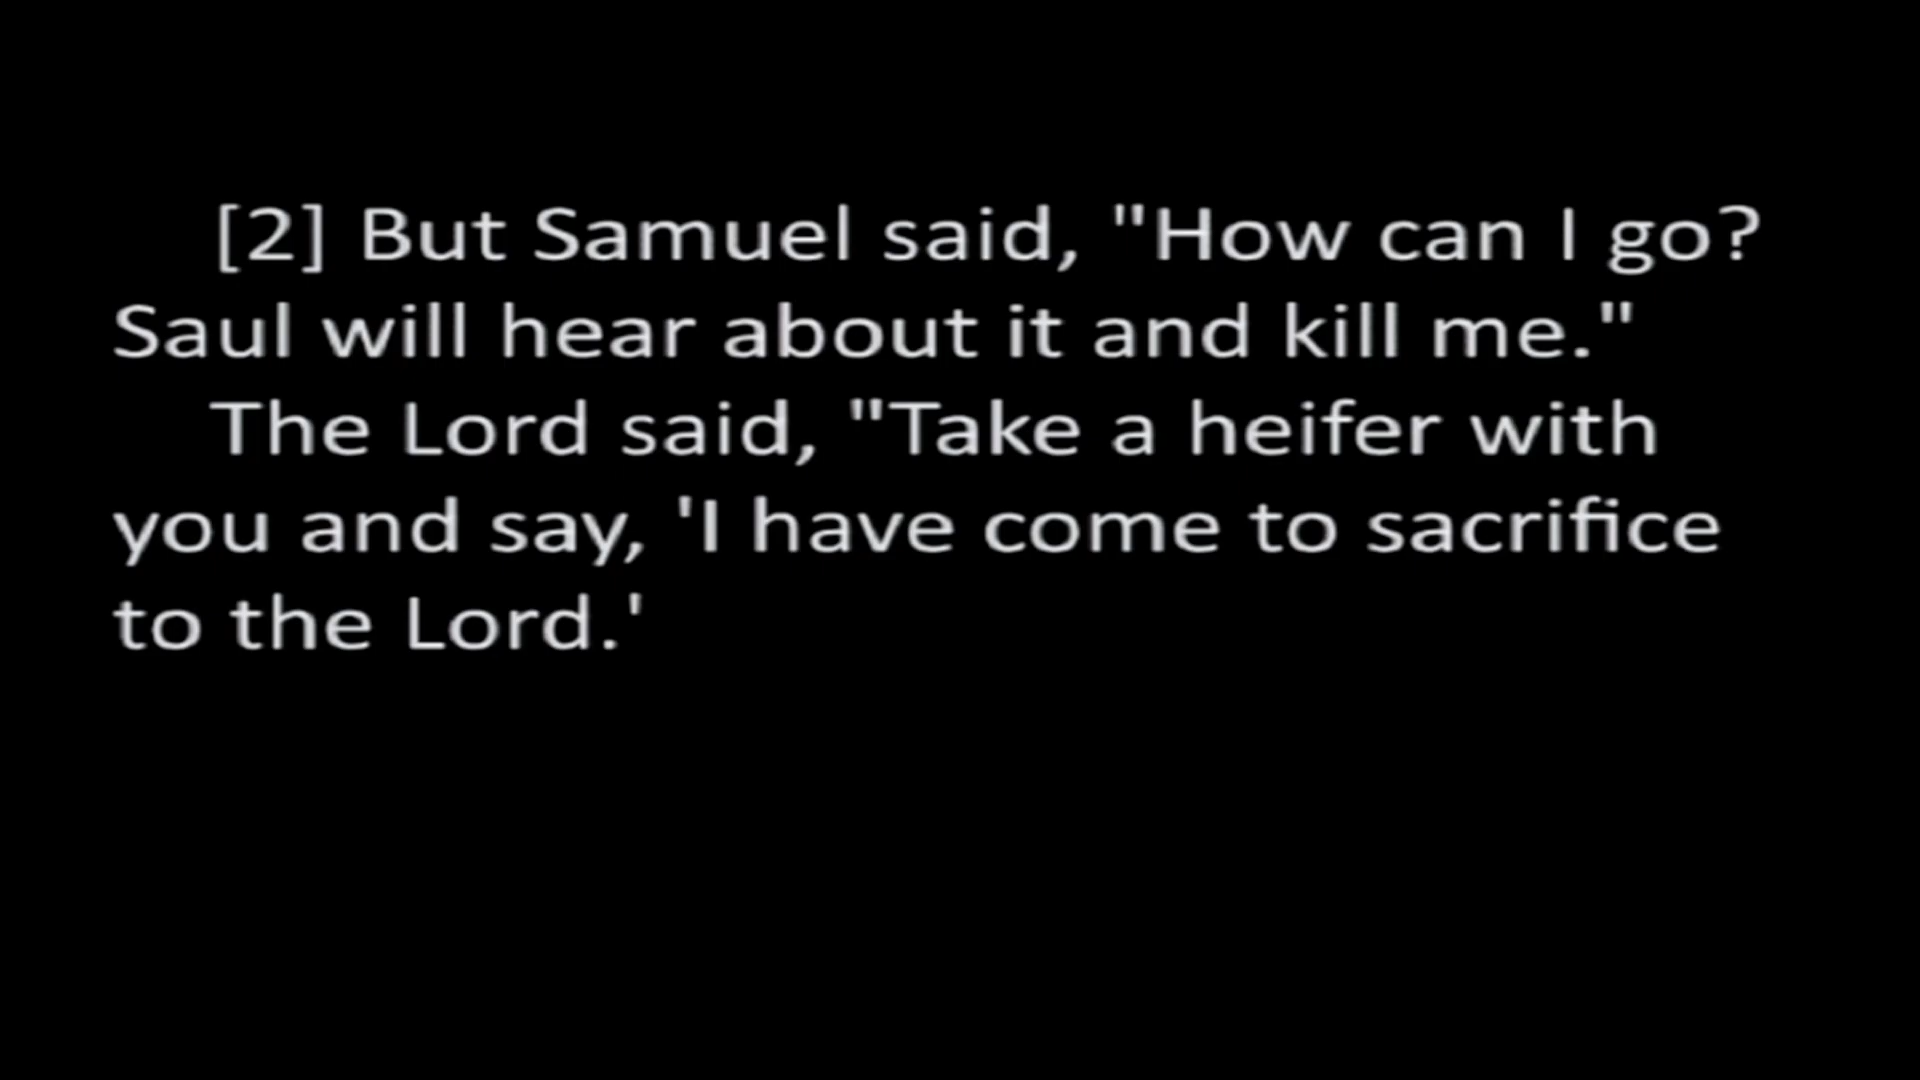 [2] But Samuel said, "How can I go?
Saul will hear about it and kill me."
The Lord said, "Take a heifer with
you and say, 'I have come to sacrifice
to the Lord.'